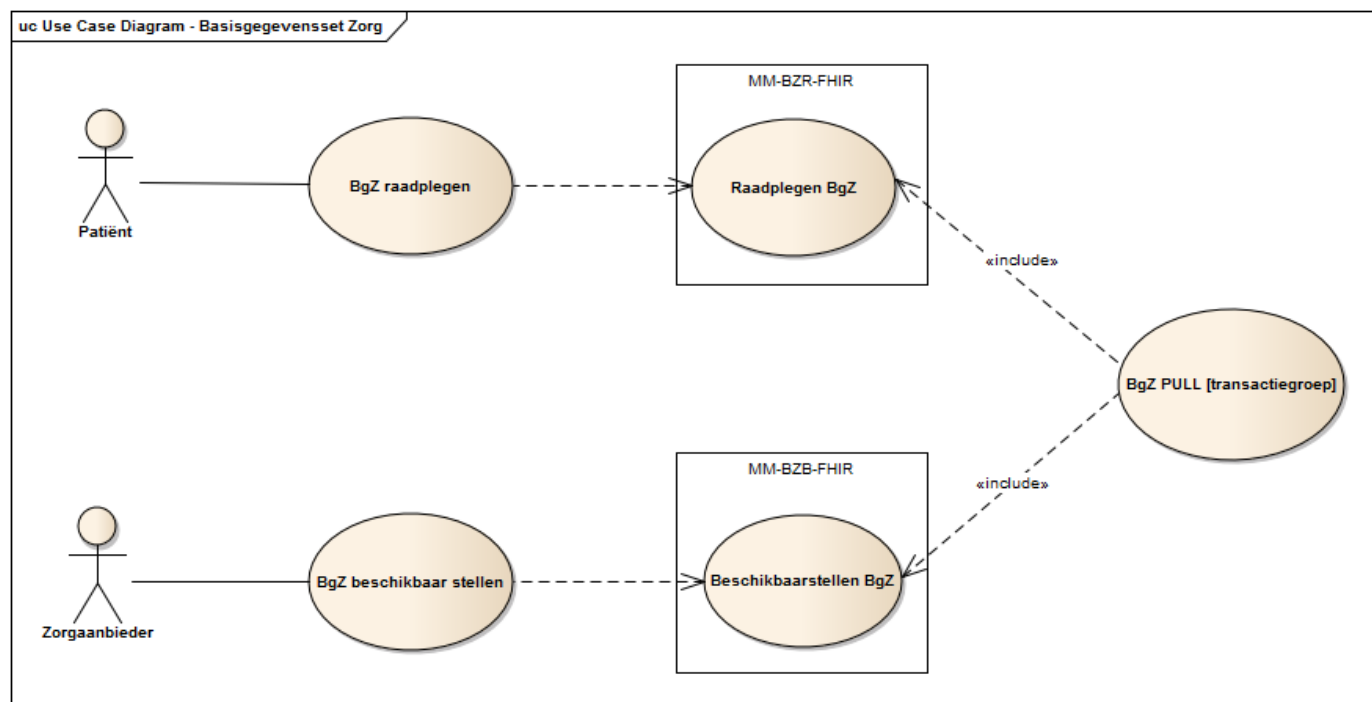 uc Use Case Diagram - Basisgegevensset Zorg
MM-BZR-FHIR
BgZ raadplegen
Raadplegen BgZ
Patiënt
«include»
BgZ PULL [transactiegroep]
MM-BZB-FHIR
«include»
BgZ beschikbaar stellen
Beschikbaarstellen BgZ
Zorgaanbieder